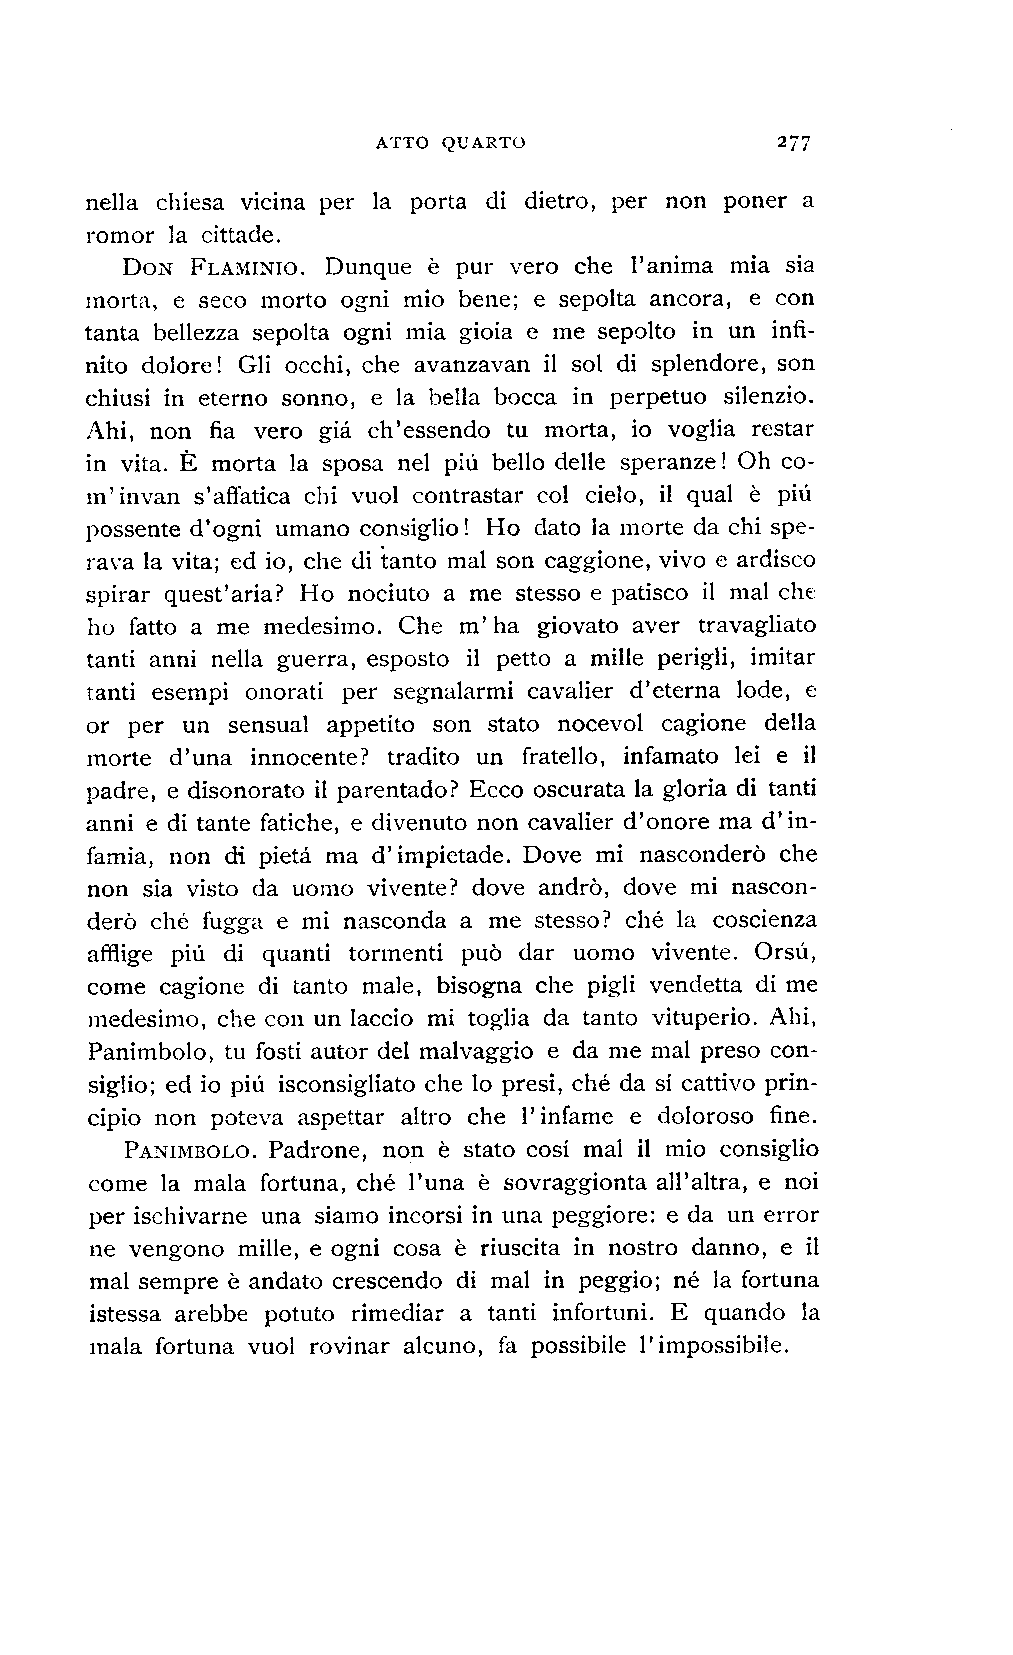 ATTO QUARTO 277
nella chiesa vicina per la porta di dietro, per non poner a
romor la cittade.
DON FLAMINIO. Dunque è pur vero che l'anima mia sia
morta, e seco morto ogni mio bene; e sepolta ancora, e con
tanta bellezza sepolta ogni mia gioia e me sepolto in un infi-
nito dolore! Gli occhi, che avanzavan il sol di splendore, son
chiusi in eterno sonno, e la bella bocca in perpetuo silenzio.
Ahi, non fia vero giá ch'essendo tu morta, io voglia restar
in vita. È morta la sposa nel piú bello delle speranze! Oh co-
m'invan s'affatica chi vuol contrastar col cielo, il qual è piú
possente d'ogni umano consiglio! Ho dato la morte da chi spe-
rava la vita; ed io, che di tanto mal son caggione, vivo e ardisco
spirar quest'aria? Ho nociuto a me stesso e patisco il mal che
ho fatto a me medesimo. Che m'ha giovato aver travagliato
tanti anni nella guerra, esposto il petto a mille perigli, imitar
tanti esempi onorati per segnalarmi cavalier d'eterna lode, e
or per un sensual appetito son stato nocevol cagione della
morte d'una innocente? tradito un fratello, infamato lei e il
padre, e disonorato il parentado? Ecco oscurata la gloria di tanti
anni e di tante fatiche, e divenuto non cavalier d'onore ma d'in-
famia, non di pietá ma d'impietade. Dove mi nasconderò che
non sia visto da uomo vivente? dove andrò, dove mi nascon-
derò ché fugga e mi nasconda a me stesso? ché la coscienza
afflige piú di quanti tormenti può dar uomo vivente. Orsú,
come cagione di tanto male, bisogna che pigli vendetta di me
medesimo, che con un laccio mi toglia da tanto vituperio. Ahi,
Panimbolo, tu fosti autor del malvaggio e da me mal preso con-
siglio; ed io piú isconsigliato che lo presi, ché da sí cattivo prin-
cipio non poteva aspettar altro che l'infame e doloroso fine.
PANIMBOLO. Padrone, non è stato cosí mal il mio consiglio
come la mala fortuna, ché l'una è sovraggionta all'altra, e noi
per ischivarne una siamo incorsi in una peggiore: e da un error
ne vengono mille, e ogni cosa è riuscita in nostro danno, e il
mal sempre è andato crescendo di mal in peggio; né la fortuna
istessa arebbe potuto rimediar a tanti infortuni. E quando la
mala fortuna vuol rovinar alcuno, fa possibile l'impossibile.